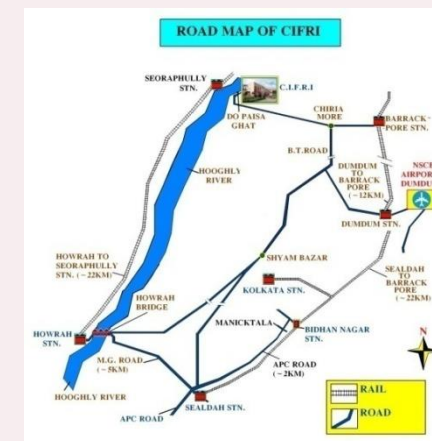 ROAD MAP OF CIFRI
SEORAPHULLY
STN.
C.I.F.R.I
DO PAISA
GHAT
CHIRIA
MORE
BARRACK-
PORE STN.
B.T.ROAD
DUMDUM
TO
BARRACK
PORE
(~12KM)
NSCB
AIRPORT
DUMDUM
HOOGHLY
RIVER
DUMDUM STN.
HOWRAH TO
SEORAPHULLY
STN. (~22KM)
SHYAM BAZAR
SEALDAH
TO
BARRACK
PORE
(~22KM)
KOLKATA STN.
HOWRAH
BRIDGE
MANICKTALA
BIDHAN NAGAR
STN.
HOWRAH
STN.
M.G. ROAD
(~5KM)
APC ROAD
(~2KM)
N
HOOGHLY RIVER
APC ROAD
SEALDAH STN.
RAIL
ROAD